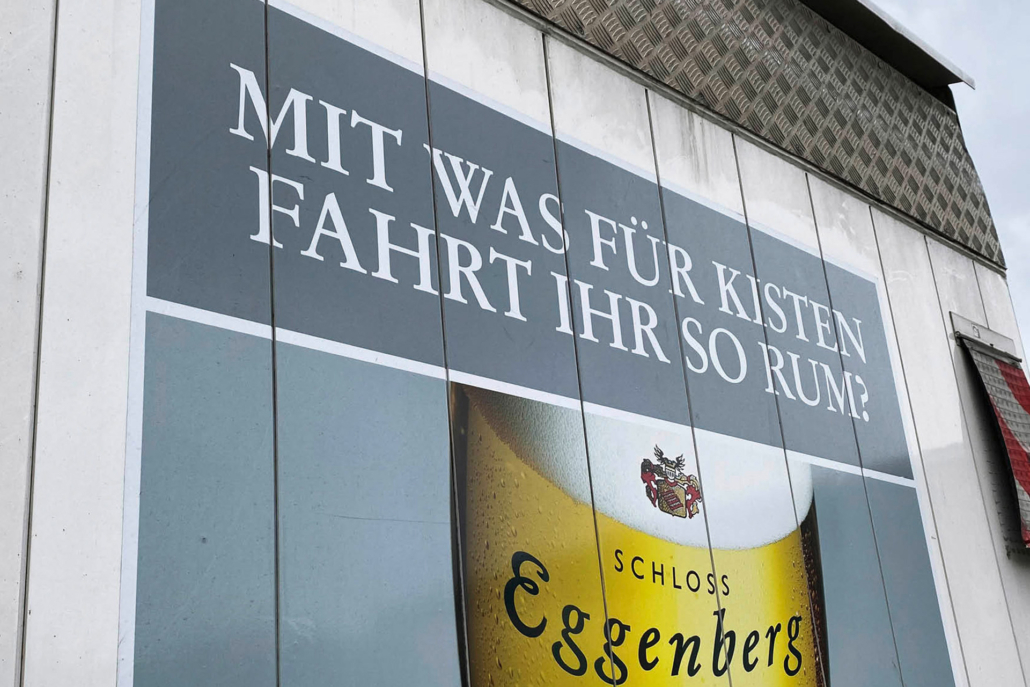 MIT WAS FÜR KISTEN
FAHRT IHR SO RUM?
SCHLOSS
Eggenberg